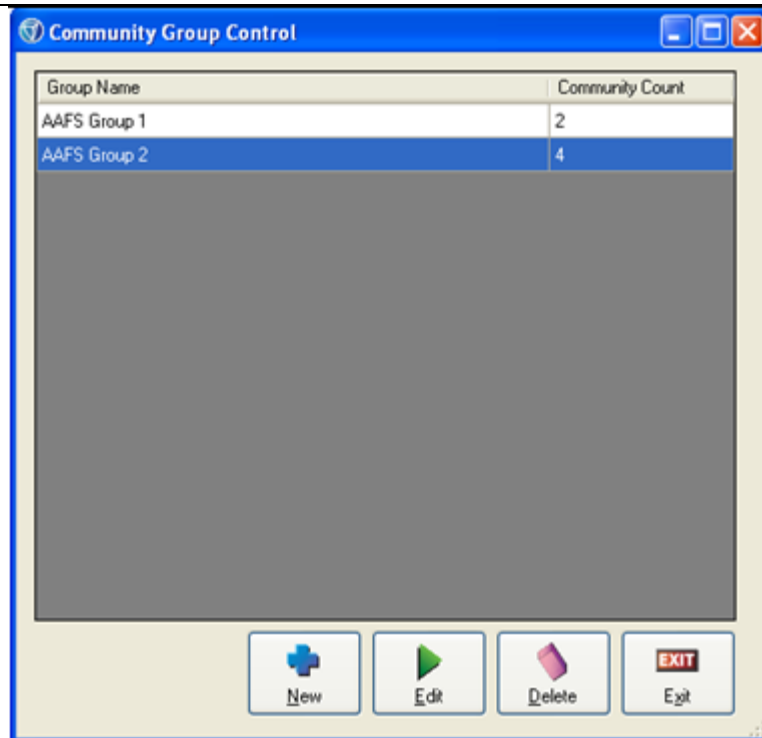 Community Group Control
Group Name Community Count
AAFS Group 1 2
AAFS Group 2 4
EXIT
New Edit Delete Exit